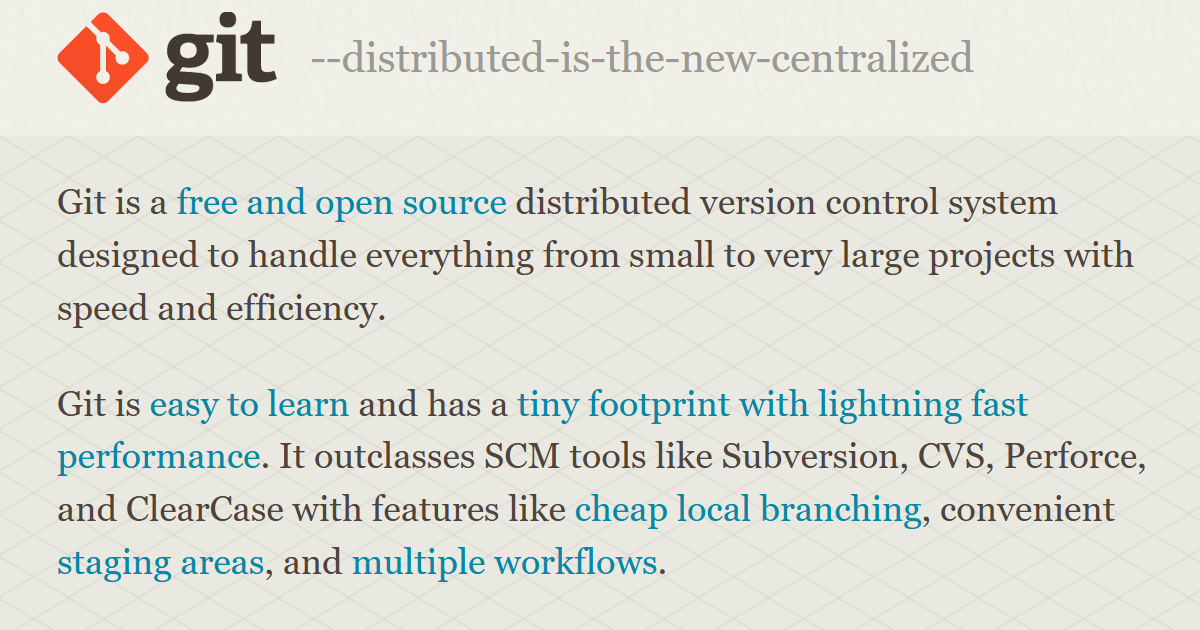 git --distributed-is-the-new-centralized
Git is a free and open source distributed version control system
designed to handle everything from small to very large projects with
speed and efficiency.
Git is easy to learn and has a tiny footprint with lightning fast
performance. It outclasses SCM tools like Subversion, CVS, Perforce,
and ClearCase with features like cheap local branching, convenient
staging areas, and multiple workflows.